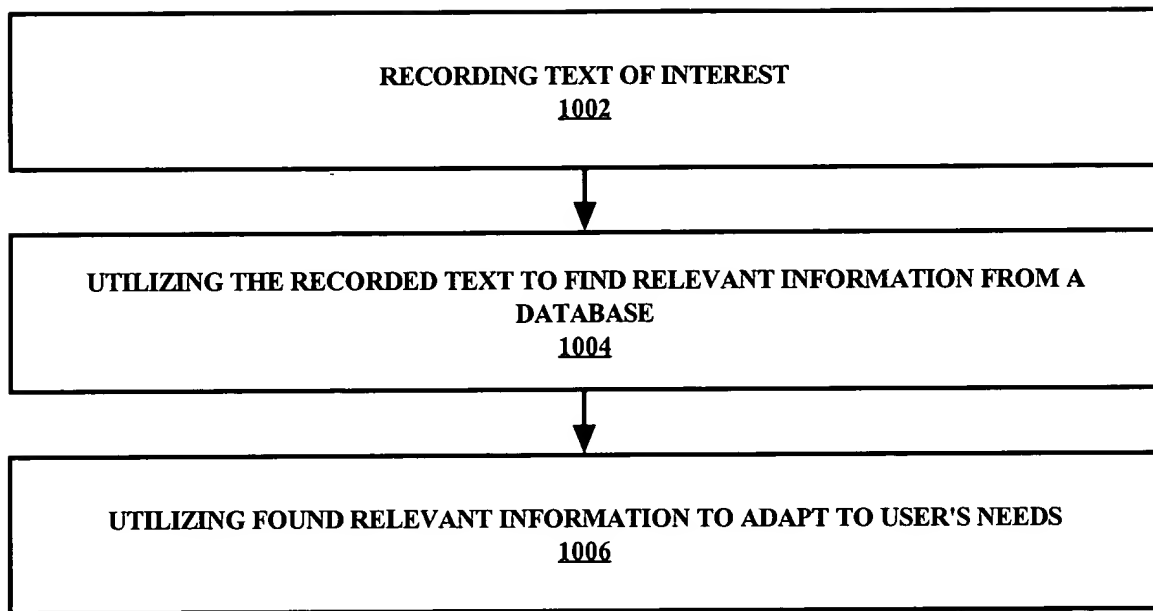 RECORDING TEXT OF INTEREST
1002
UTILIZING THE RECORDED TEXT TO FIND RELEVANT INFORMATION FROM A
DATABASE
1004
UTILIZING FOUND RELEVANT INFORMATION TO ADAPT TO USER'S NEEDS
1006